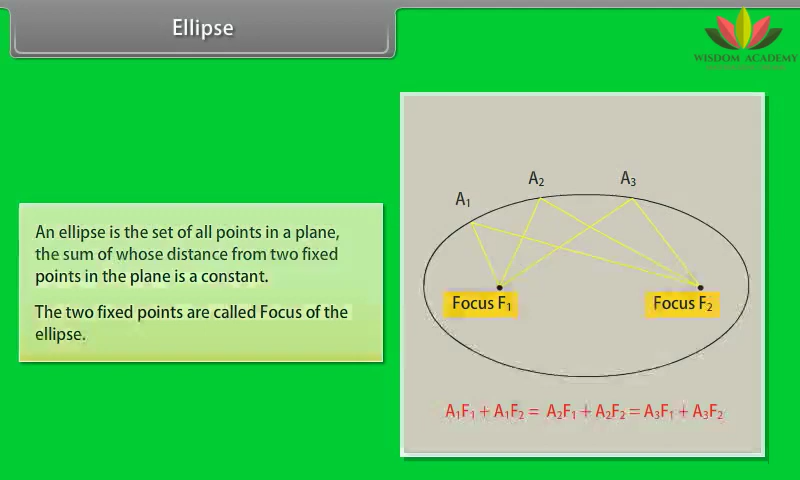 Ellipse
WISDOM ACADEMY
An ellipse is the set of all points in a plane,
the sum of whose distance from two fixed
points in the plane is a constant.
The two fixed points are called Focus of the
ellipse.
A₁
A₂
A₃
Focus F₁
Focus F₂
A₁F₁ + A₁F₂ = A₂F₁ + A₂F₂ = A₃F₁ + A₃F₂